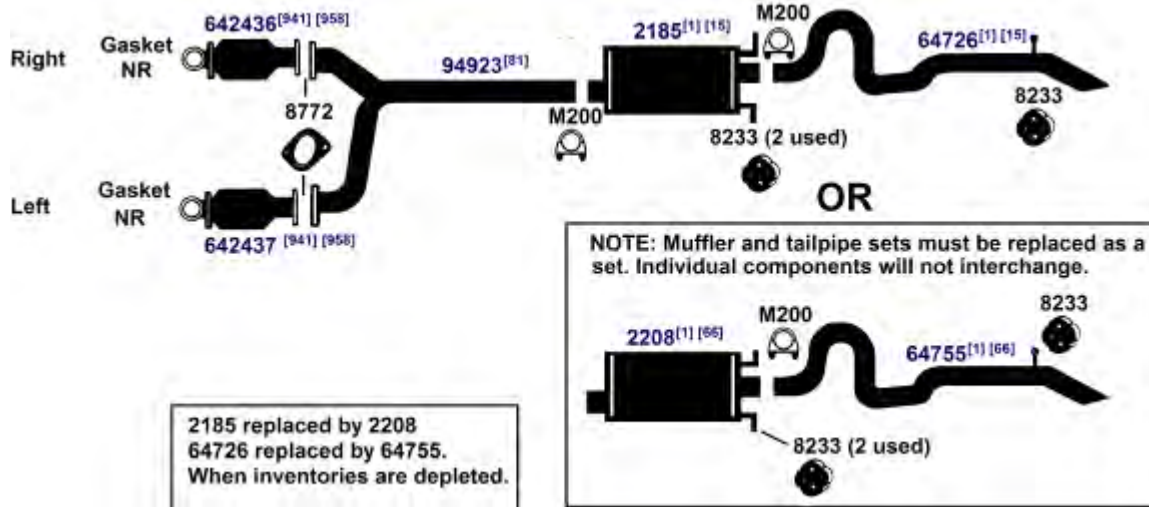 642436[941] [958]
Right
Gasket
NR
8772
94923[81]
M200
2185[1] [15]
M200
64726[1] [15]
8233
8233 (2 used)
Left
Gasket
NR
642437 [941] [958]
OR
NOTE: Muffler and tailpipe sets must be replaced as a
set. Individual components will not interchange.
2208[1] [66]
M200
64755[1] [66]
8233
8233 (2 used)
2185 replaced by 2208
64726 replaced by 64755.
When inventories are depleted.